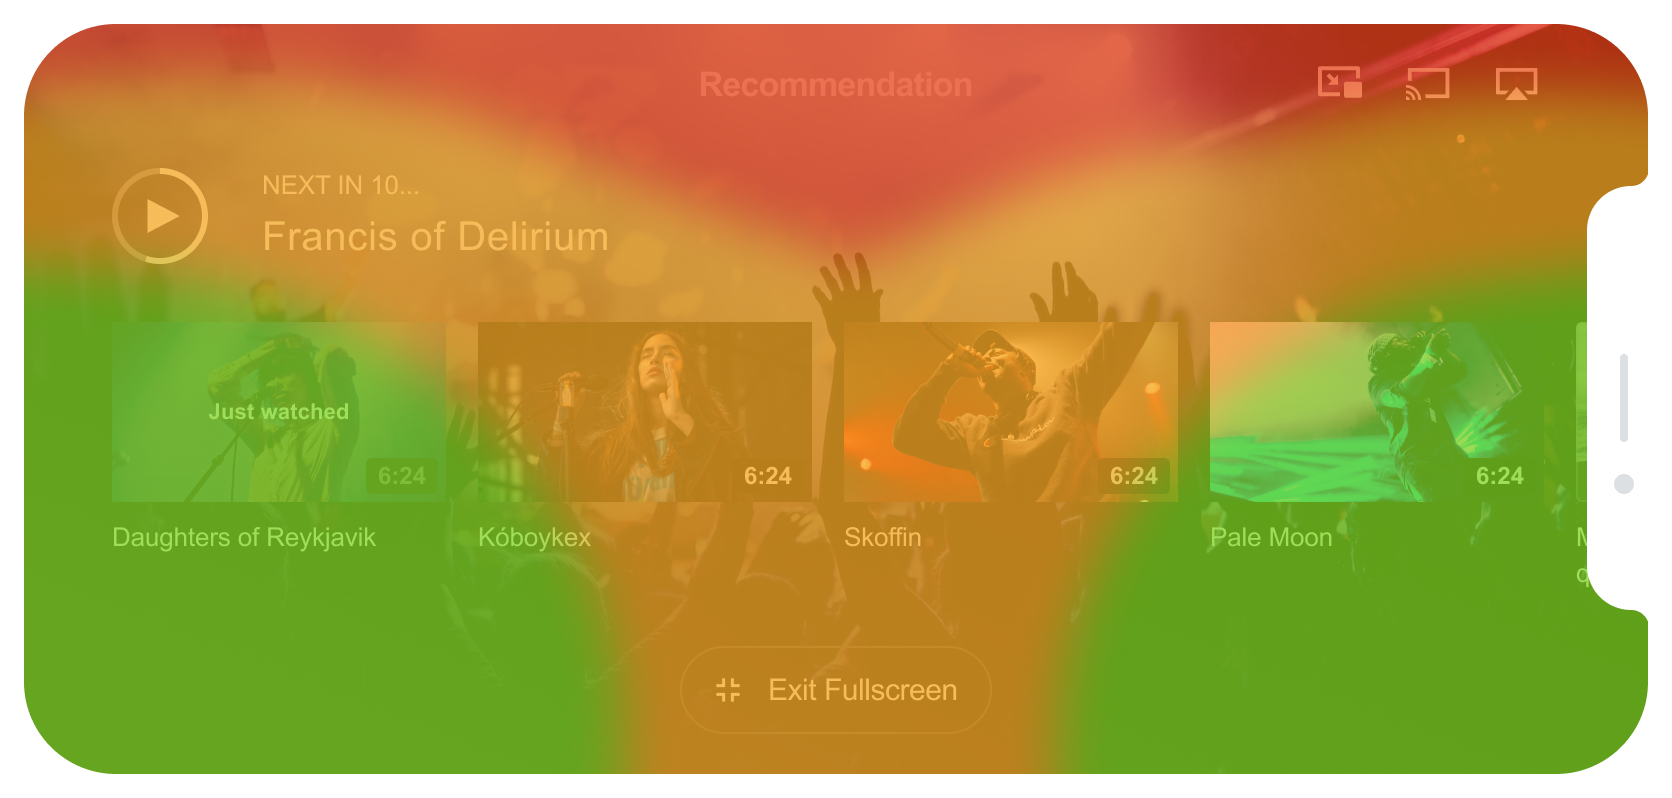 Recommendation
NEXT IN 10...
Francis of Delirium
Just watched
6:24
6:24
6:24
6:24
Daughters of Reykjavik
Kóboykex
Skoffin
Pale Moon
Exit Fullscreen